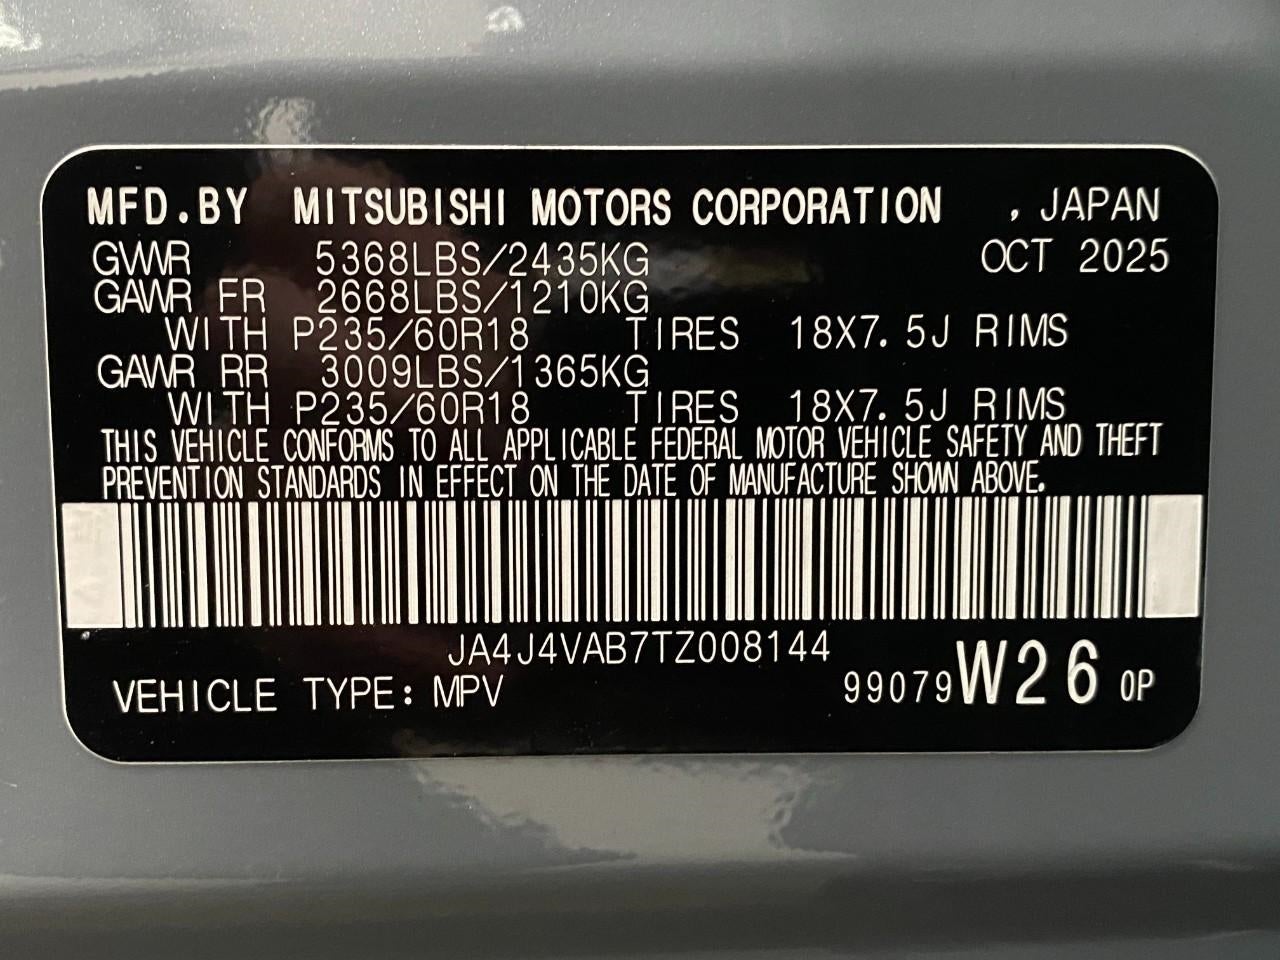 MFD.BY MITSUBISHI MOTORS CORPORATION , JAPAN
GVWR 5368LBS/2435KG OCT 2025
GAWR FR 2668LBS/1210KG
WITH P235/60R18 TIRES 18X7.5J RIMS
GAWR RR 3009LBS/1365KG
WITH P235/60R18 TIRES 18X7.5J RIMS
THIS VEHICLE CONFORMS TO ALL APPLICABLE FEDERAL MOTOR VEHICLE SAFETY AND THEFT
PREVENTION STANDARDS IN EFFECT ON THE DATE OF MANUFACTURE SHOWN ABOVE.
JA4J4VAB7TZ008144
VEHICLE TYPE: MPV 99079 W26 0P